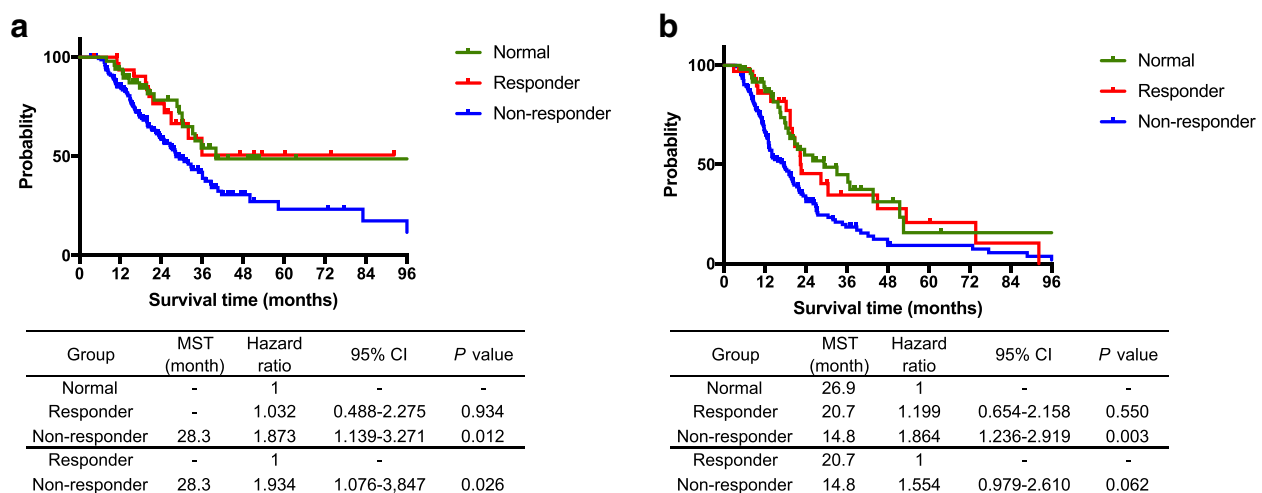 a
Probablity
100
50
0
0 12 24 36 48 60 72 84 96
Survival time (months)
Normal
Responder
Non-responder
Group MST (month) Hazard ratio 95% CI P value
Normal - 1 - -
Responder - 1.032 0.488-2.275 0.934
Non-responder 28.3 1.873 1.139-3.271 0.012
Responder - 1 -
Non-responder 28.3 1.934 1.076-3,847 0.026
b
Probablity
100
50
0
0 12 24 36 48 60 72 84 96
Survival time (months)
Normal
Responder
Non-responder
Group MST (month) Hazard ratio 95% CI P value
Normal 26.9 1 - -
Responder 20.7 1.199 0.654-2.158 0.550
Non-responder 14.8 1.864 1.236-2.919 0.003
Responder 20.7 1 - -
Non-responder 14.8 1.554 0.979-2.610 0.062